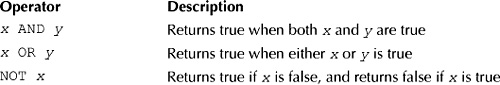 Operator Description
x AND y Returns true when both x and y are true
x OR y Returns true when either x or y is true
NOT x Returns true if x is false, and returns false if x is true